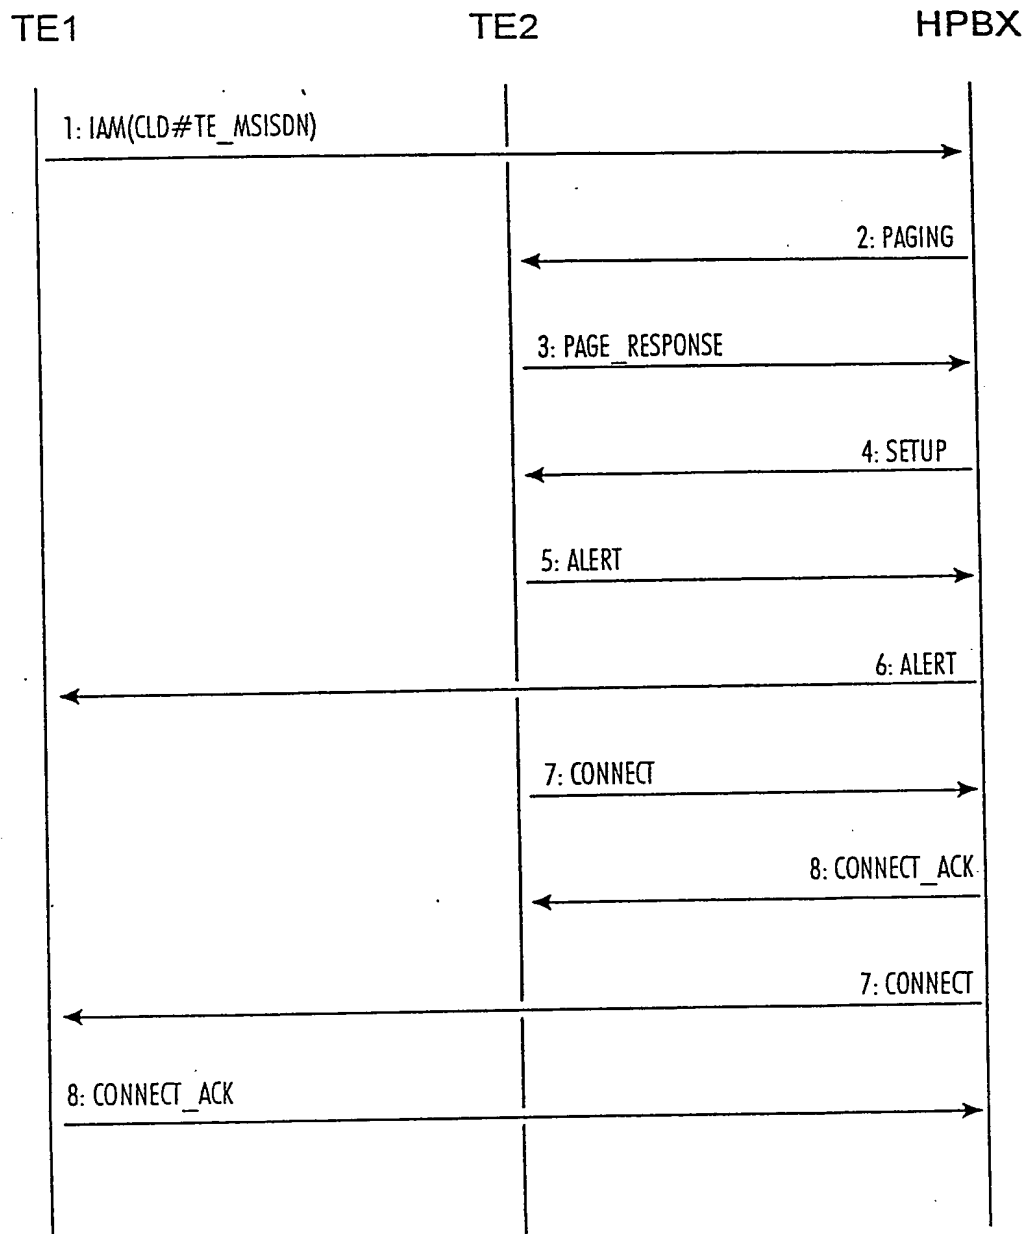 TE1 TE2 HPBX
1: IAM(CLD#TE_MSISDN)
2: PAGING
3: PAGE_RESPONSE
4: SETUP
5: ALERT
6: ALERT
7: CONNECT
8: CONNECT_ACK
7: CONNECT
8: CONNECT_ACK